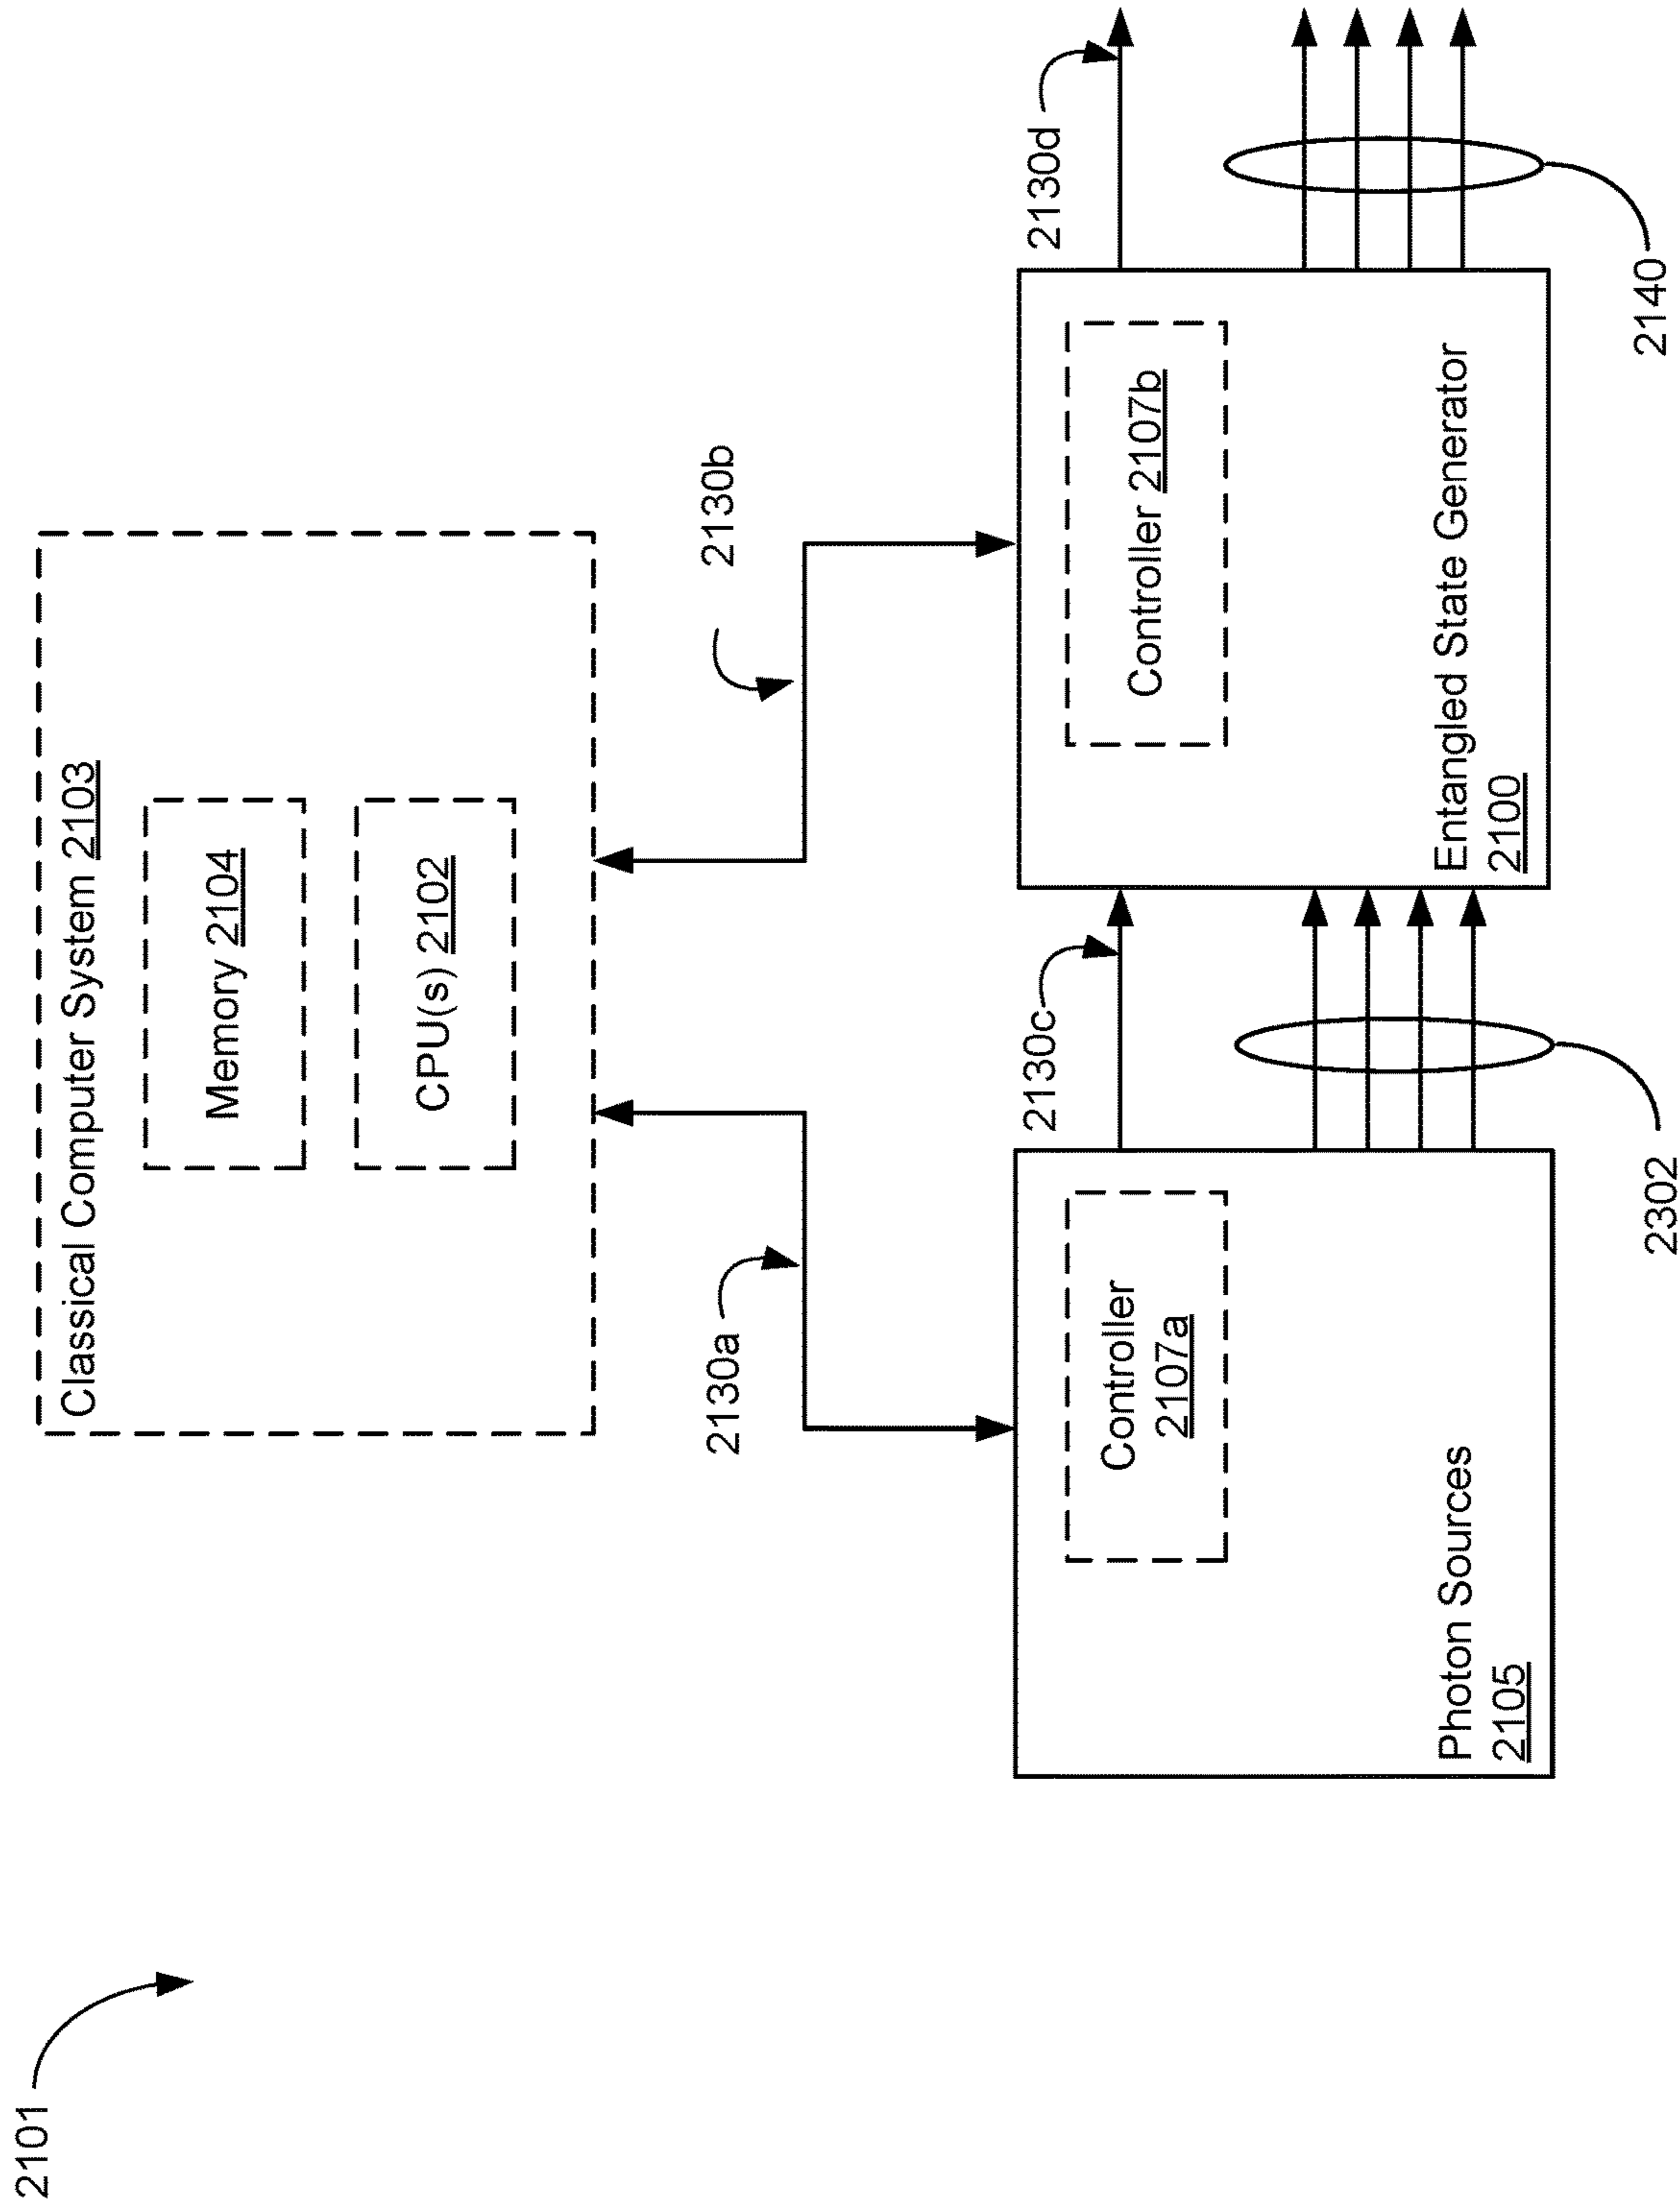 2101
Classical Computer System 2103
Memory 2104
CPU(s) 2102
2130a
2130b
Controller
2107a
Photon Sources
2105
2130c
2302
Controller 2107b
Entangled State Generator
2100
2130d
2140